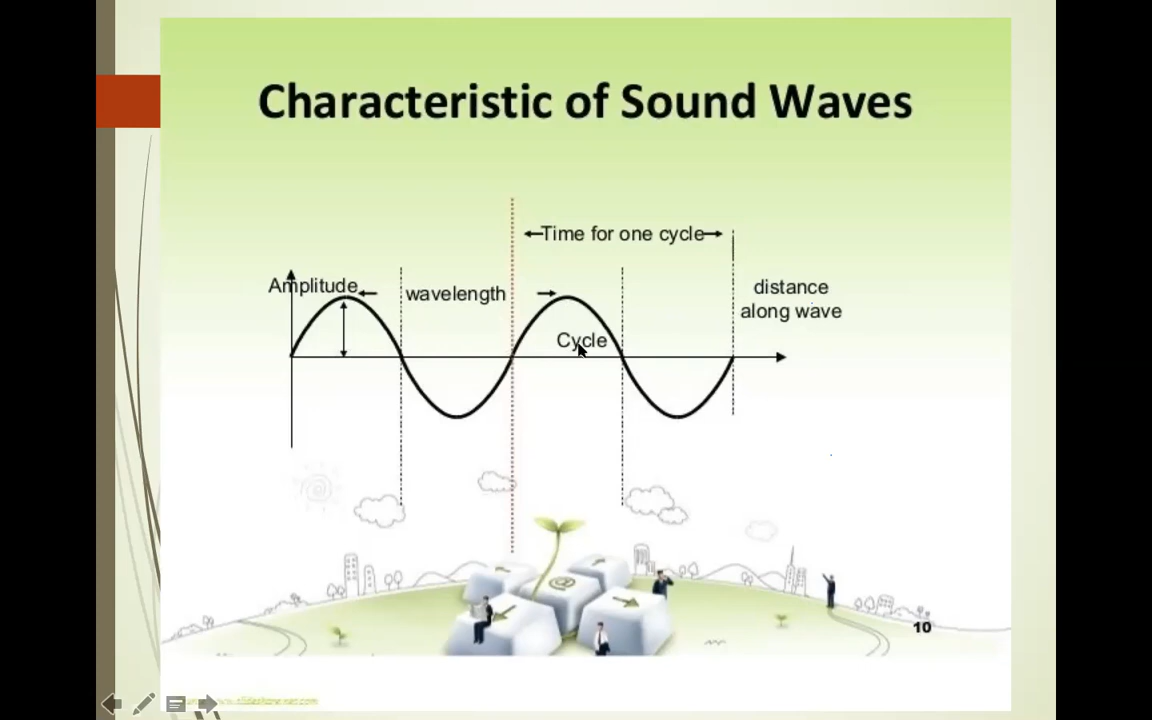 Characteristic of Sound Waves
Time for one cycle
Amplitude
wavelength
distance
along wave
Cycle
@
10